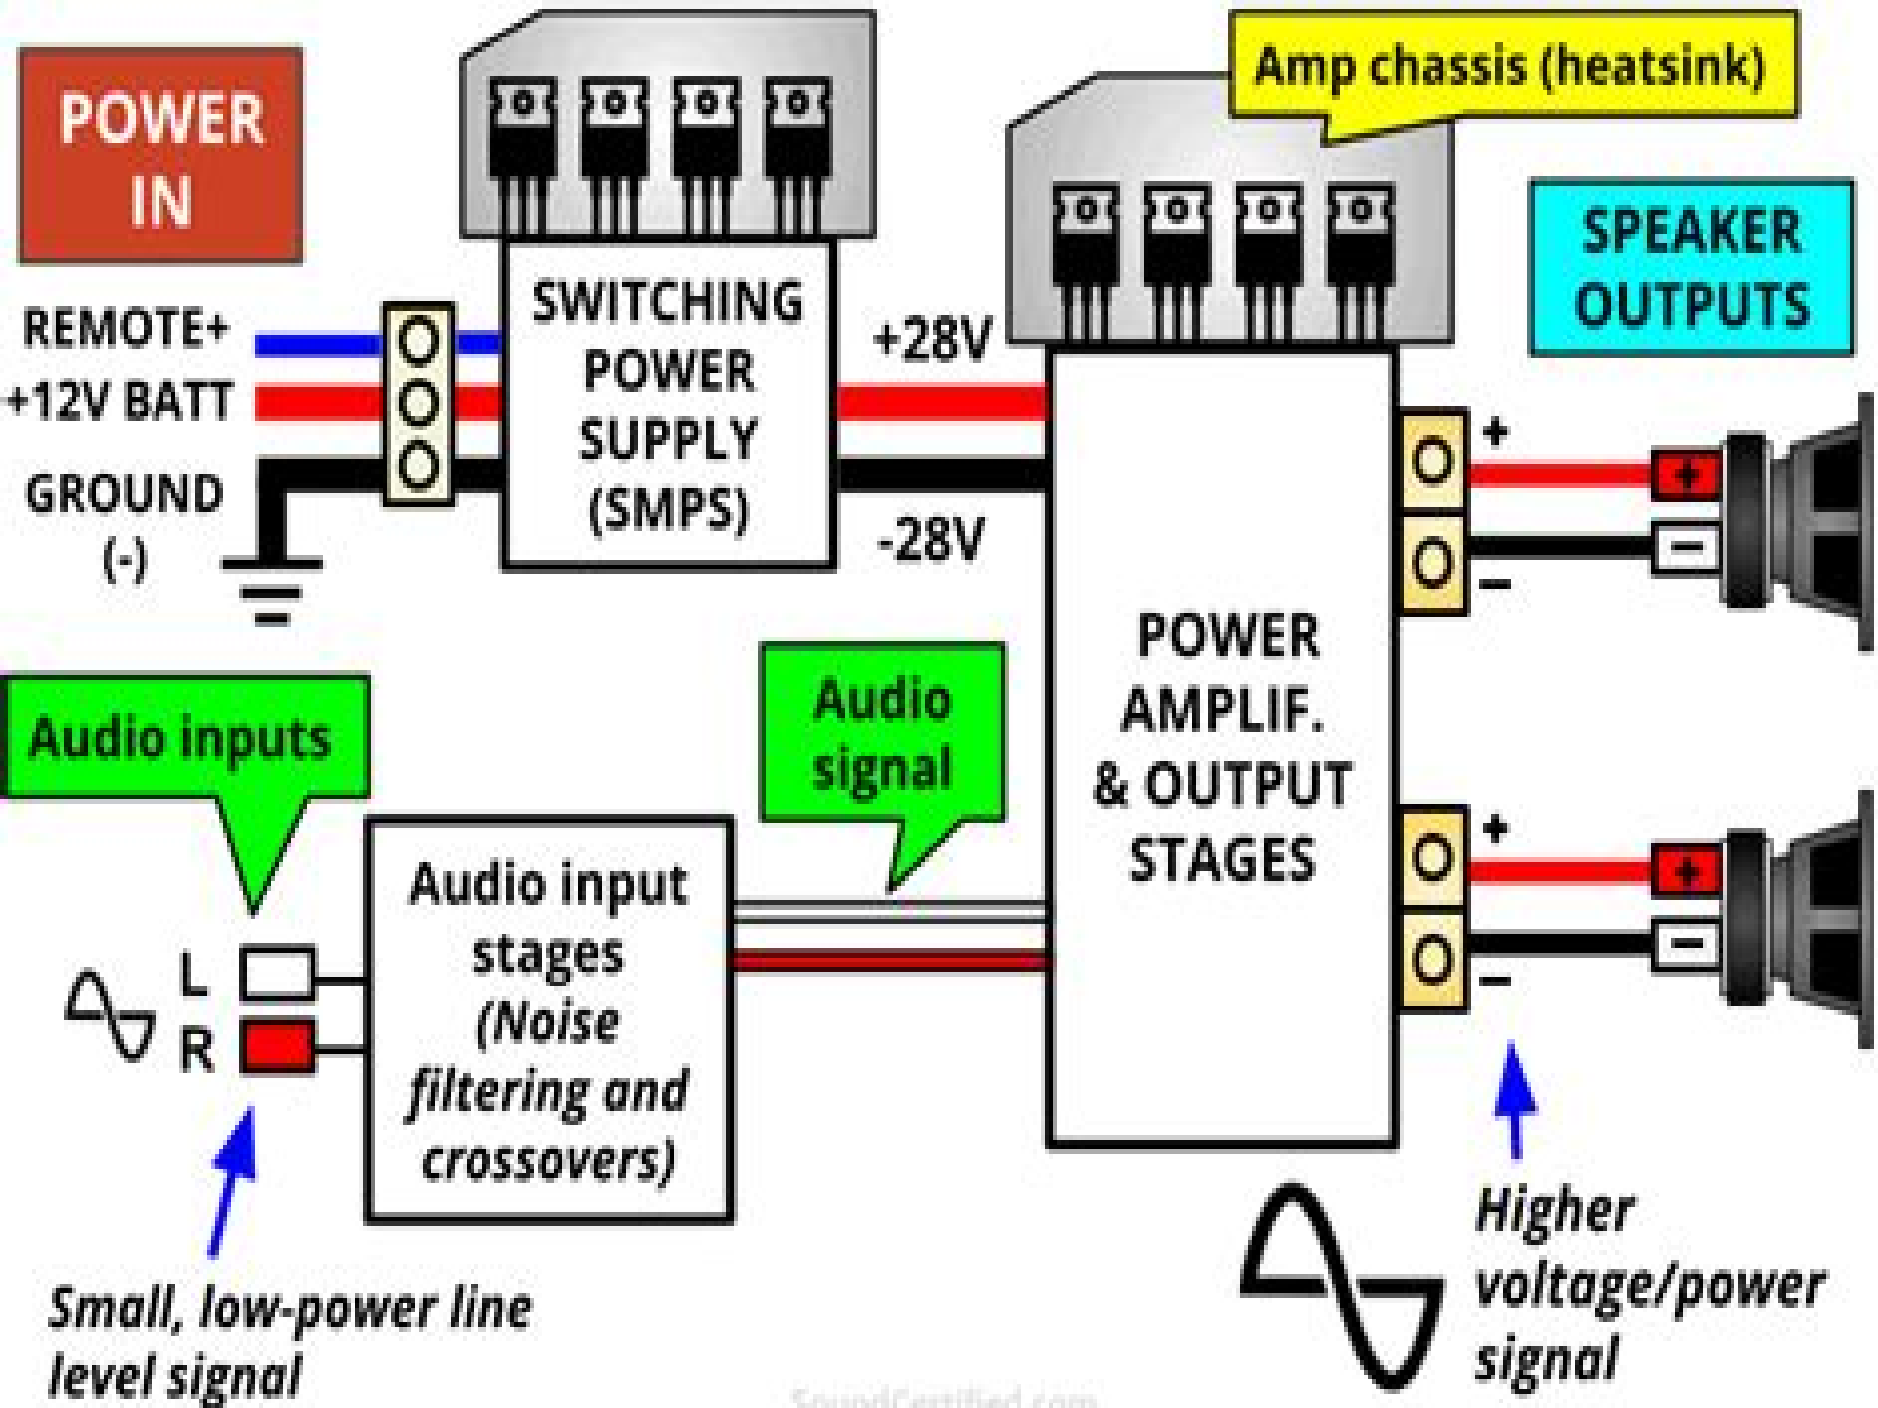 POWER
IN
Amp chassis (heatsink)
SPEAKER
OUTPUTS
REMOTE+
+12V BATT
GROUND
(-)
SWITCHING
POWER
SUPPLY
(SMPS)
+28V
-28V
+
+
−
−
POWER
AMPLIF.
& OUTPUT
STAGES
Audio inputs
Audio
signal
L
R
Audio input
stages
(Noise
filtering and
crossovers)
+
+
−
−
Small, low-power line
level signal
Higher
voltage/power
signal
SoundCertified.com